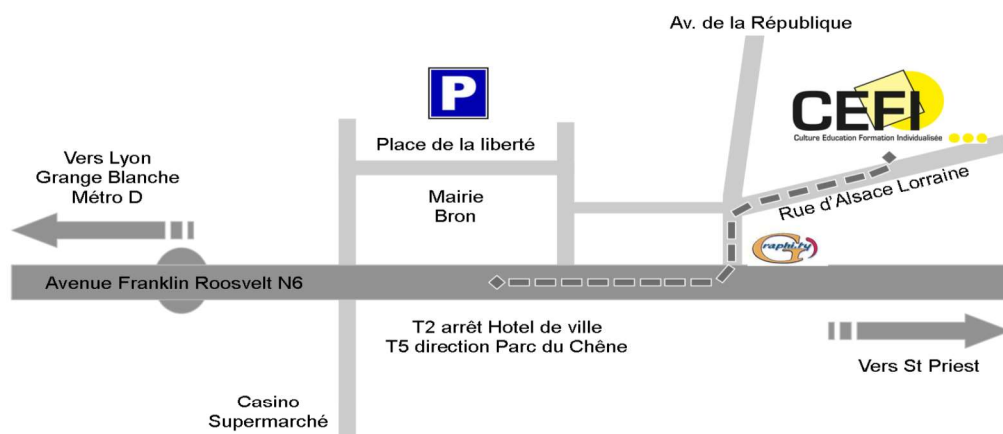 Av. de la République
P
CEFI
Culture Education Formation Individualisée
Place de la liberté
Vers Lyon
Grange Blanche
Métro D
Mairie
Bron
Rue d'Alsace Lorraine
Graphi.ty
Avenue Franklin Roosvelt N6
T2 arrêt Hotel de ville
T5 direction Parc du Chêne
Vers St Priest
Casino
Supermarché